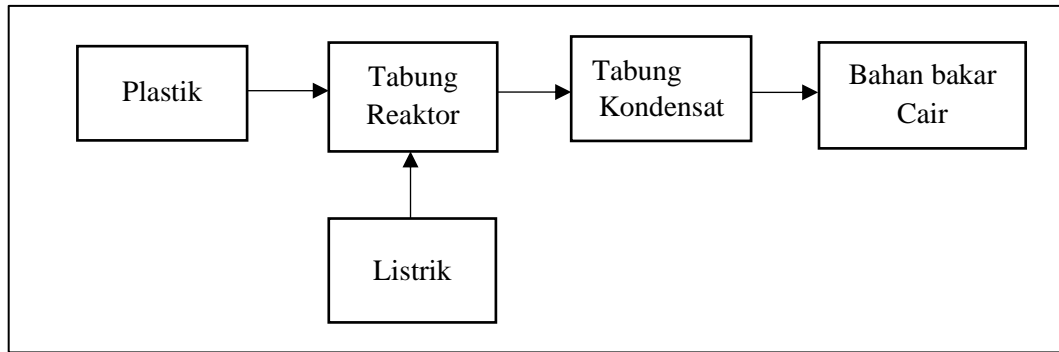 Plastik
Tabung
Reaktor
Tabung
Kondensat
Bahan bakar
Cair
Listrik